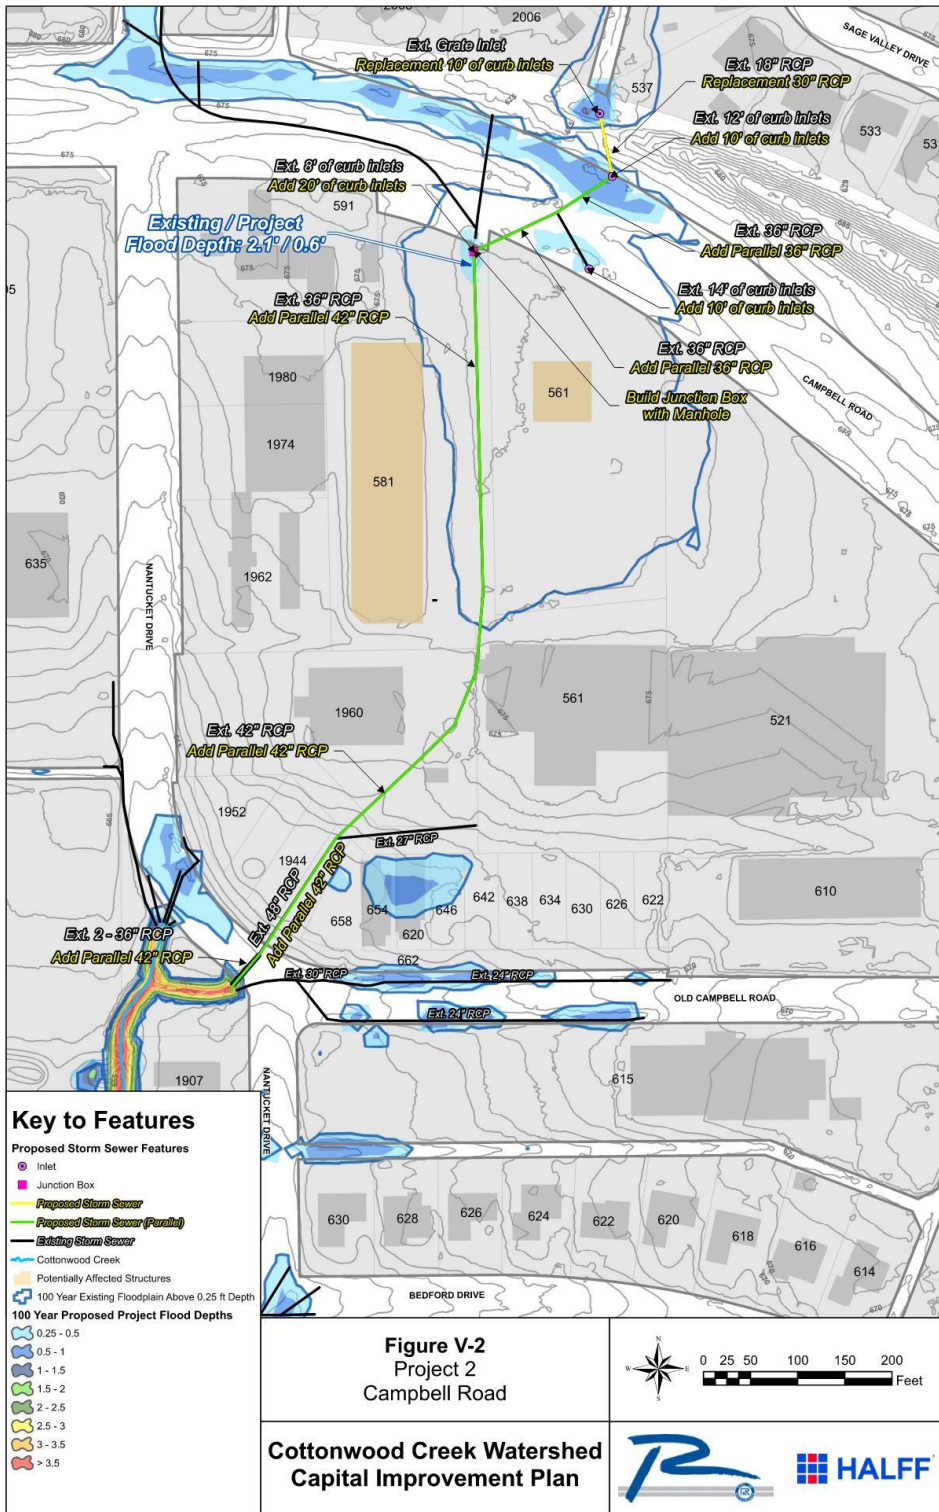 2006
SAGE VALLEY DRIVE
Ext. Grate Inlet
Replacement 10' of curb inlets
Ext. 18" RCP
Replacement 30" RCP
537
533
Ext. 12' of curb inlets
Add 10' of curb inlets
Ext. 8' of curb inlets
Add 20' of curb inlets
591
Existing / Project
Flood Depth: 2.1' / 0.6'
Ext. 36" RCP
Add Parallel 36" RCP
Ext. 14' of curb inlets
Add 10' of curb inlets
Ext. 36" RCP
Add Parallel 42" RCP
Ext. 36" RCP
Add Parallel 36" RCP
Build Junction Box
with Manhole
CAMPBELL ROAD
1980
561
1974
581
635
NANTUCKET DRIVE
1962
1960
561
521
Ext. 42" RCP
Add Parallel 42" RCP
1952
Ext. 27" RCP
1944
Ext. 48" RCP
Add Parallel 42" RCP
610
658
654
646
642
638
634
630
626
622
620
662
Ext. 2 - 36" RCP
Add Parallel 42" RCP
Ext. 30" RCP
Ext. 24" RCP
OLD CAMPBELL ROAD
Ext. 24" RCP
1907
615
NANTUCKET DRIVE
630
628
626
624
622
620
618
616
614
BEDFORD DRIVE
Key to Features
Proposed Storm Sewer Features
Inlet
Junction Box
Proposed Storm Sewer
Proposed Storm Sewer (Parallel)
Existing Storm Sewer
Cottonwood Creek
Potentially Affected Structures
100 Year Existing Floodplain Above 0.25 ft Depth
100 Year Proposed Project Flood Depths
0.25 - 0.5
0.5 - 1
1 - 1.5
1.5 - 2
2 - 2.5
2.5 - 3
3 - 3.5
> 3.5
Figure V-2
Project 2
Campbell Road
N
W E
S
0 25 50 100 150 200
Feet
Cottonwood Creek Watershed
Capital Improvement Plan
R
HALFF